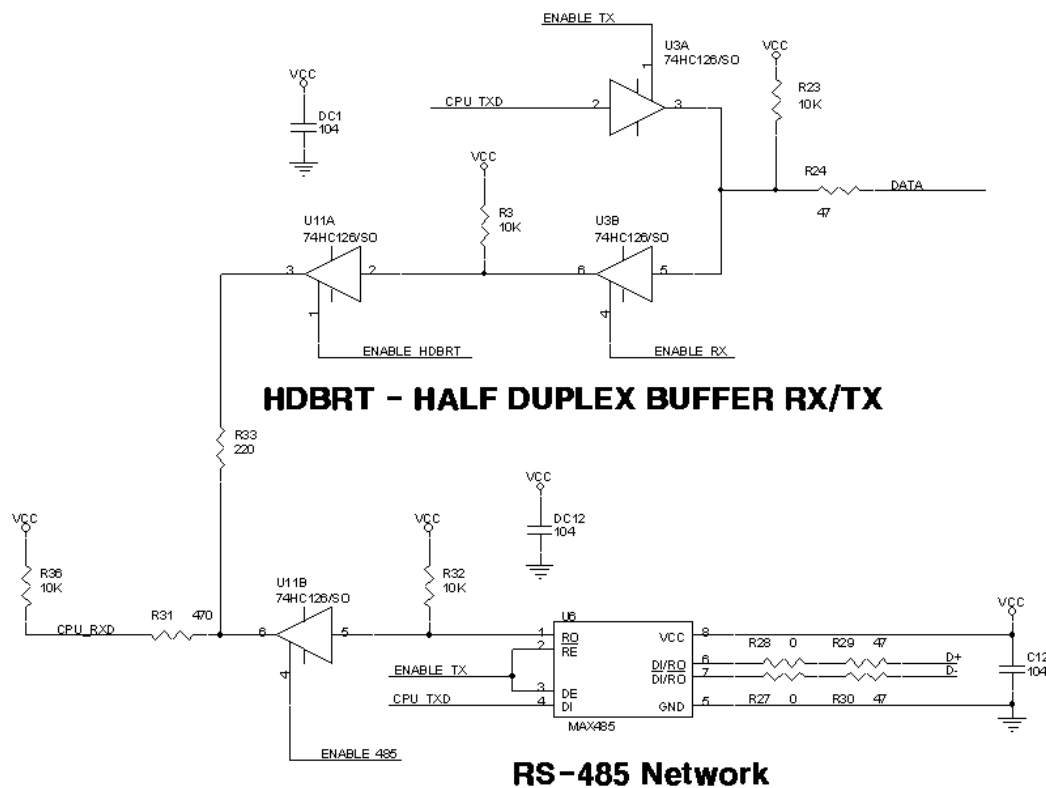 ENABLE TX
U3A
74HC126/SO
VCC
1
R23
10K
VCC
CPU TXD
2
3
DC1
104
VCC
R24
DATA
47
U11A
74HC126/SO
R3
10K
U3B
74HC126/SO
3
2
6
5
1
4
ENABLE HDBRT
ENABLE RX
HDBRT - HALF DUPLEX BUFFER RX/TX
R33
220
VCC
VCC
VCC
DC12
104
R36
10K
U11B
74HC126/SO
R32
10K
U6
VCC
R31 470
CPU_RXD
6
5
1
RO
VCC
8
R28 0 R29 47
2
RE
DI/RO
6
D+
C12
104
ENABLE TX
DI/RO
7
D-
4
3
DE
CPU TXD
4
DI
GND
5
R27 0 R30 47
MAX485
ENABLE 485
RS-485 Network